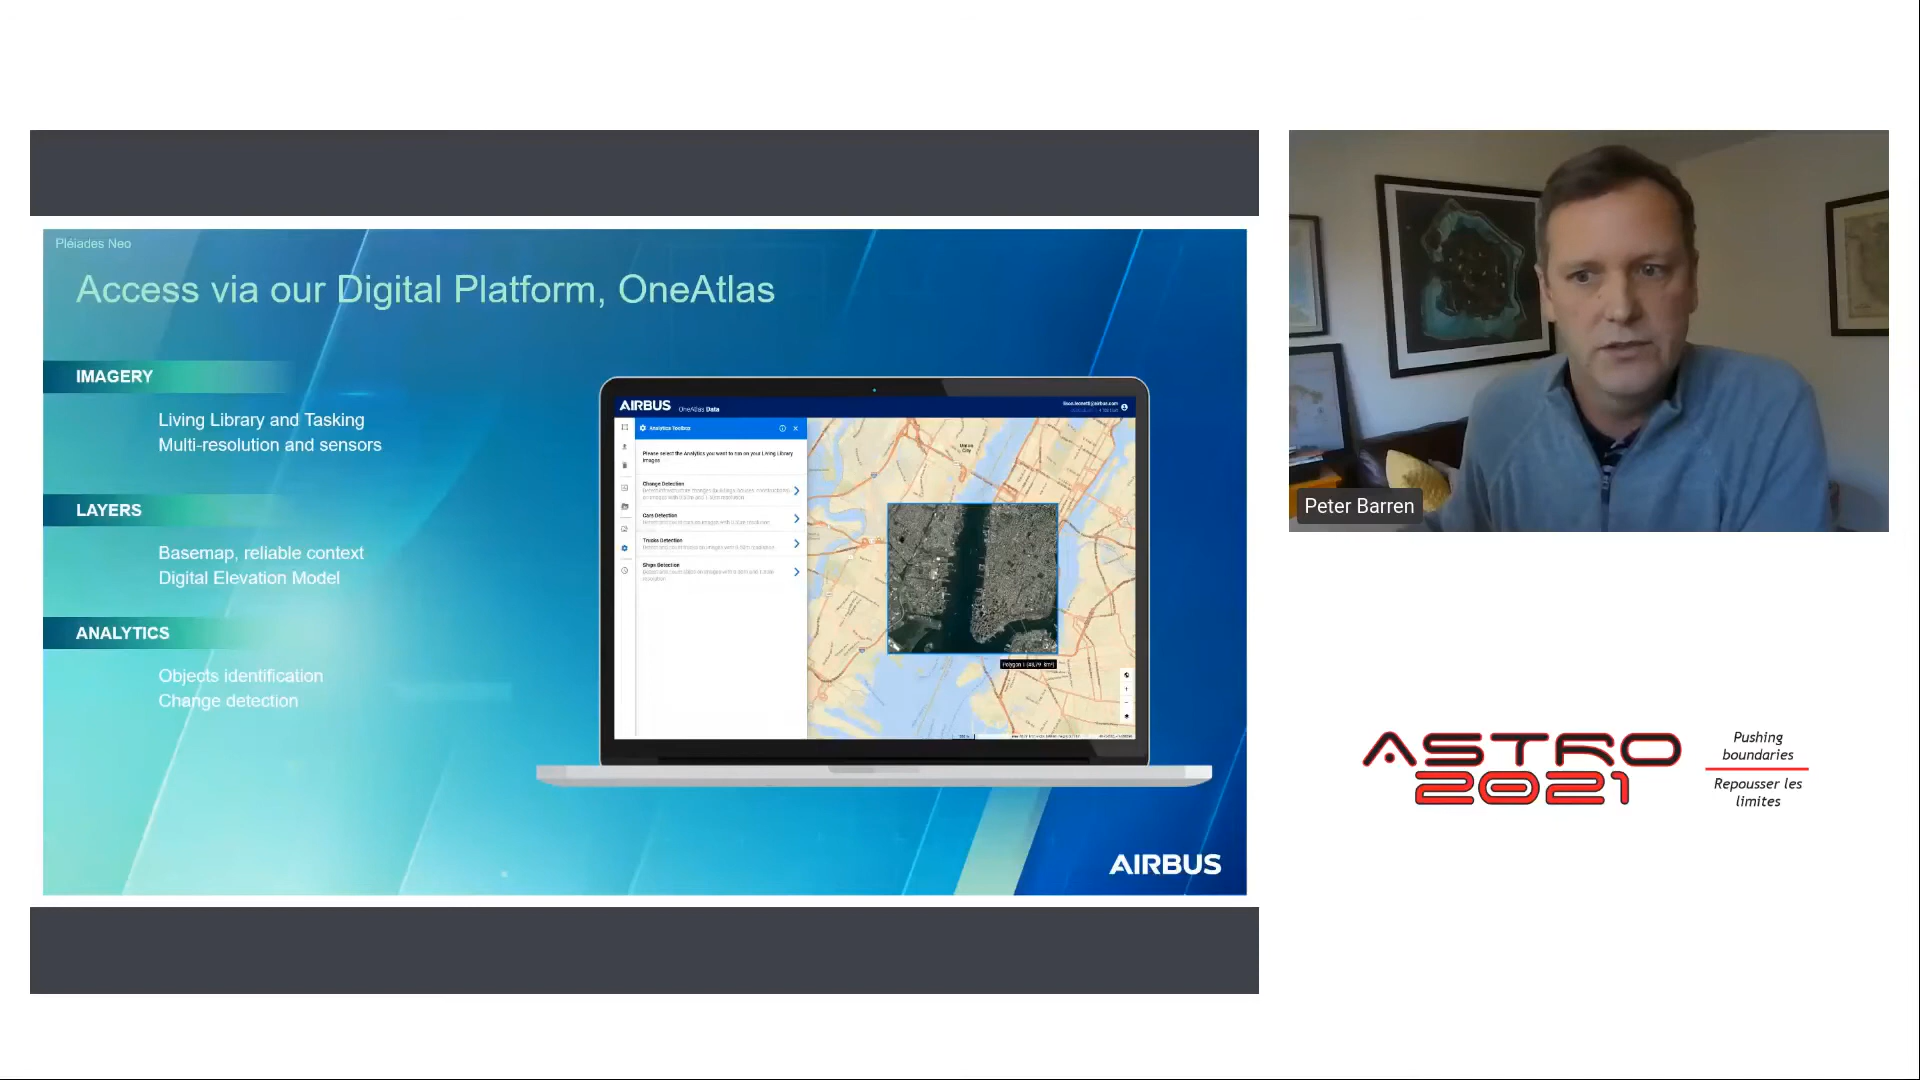 Pléiades Neo
Access via our Digital Platform, OneAtlas
IMAGERY
Living Library and Tasking
Multi-resolution and sensors
LAYERS
Basemap, reliable context
Digital Elevation Model
ANALYTICS
Objects identification
Change detection
AIRBUS OneAtlas Data
Analytics Toolbox
Please select the Analytics you want to run on your Living Library
images
Change Detection
Cars Detection
Trucks Detection
Ships Detection
AIRBUS
Peter Barren
ASTRO
2021
Pushing
boundaries
Repousser les
limites